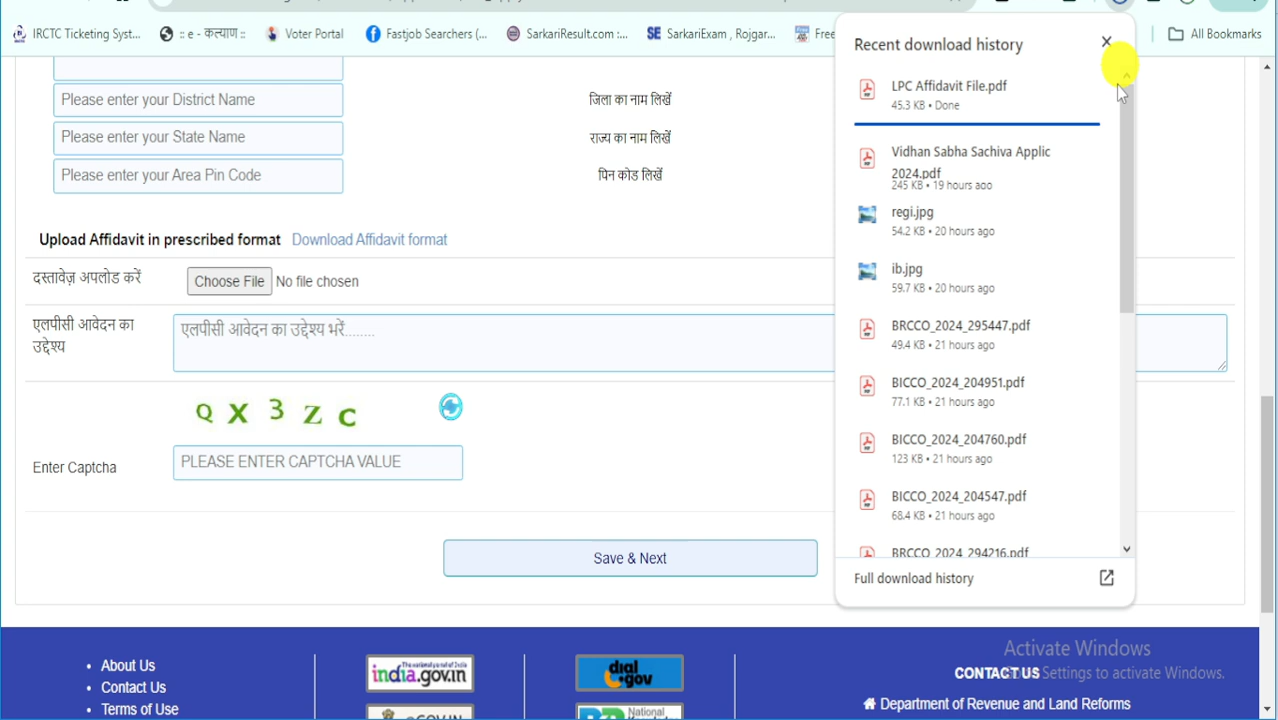 IRCTC Ticketing Syst...
:: e - कल्याण ::
Voter Portal
Fastjob Searchers (...
SarkariResult.com :...
SarkariExam , Rojgar...
Free
All Bookmarks
Recent download history
LPC Affidavit File.pdf
45.3 KB • Done
Vidhan Sabha Sachiva Applic
2024.pdf
245 KB • 19 hours ago
regi.jpg
54.2 KB • 20 hours ago
ib.jpg
59.7 KB • 20 hours ago
BRCCO_2024_295447.pdf
49.4 KB • 21 hours ago
BICCO_2024_204951.pdf
77.1 KB • 21 hours ago
BICCO_2024_204760.pdf
123 KB • 21 hours ago
BICCO_2024_204547.pdf
68.4 KB • 21 hours ago
BRCCO_2024_294216.pdf
Full download history
Please enter your District Name
जिला का नाम लिखें
Please enter your State Name
राज्य का नाम लिखें
Please enter your Area Pin Code
पिन कोड लिखें
Upload Affidavit in prescribed format Download Affidavit format
दस्तावेज़ अपलोड करें
Choose File No file chosen
एलपीसी आवेदन का
उद्देश्य
एलपीसी आवेदन का उद्देश्य भरें........
Q X 3 Z C
Enter Captcha
PLEASE ENTER CAPTCHA VALUE
Save & Next
About Us
Contact Us
Terms of Use
india.gov.in
dial.gov
National
CONTACT US
Department of Revenue and Land Reforms
Activate Windows
Settings to activate Windows.